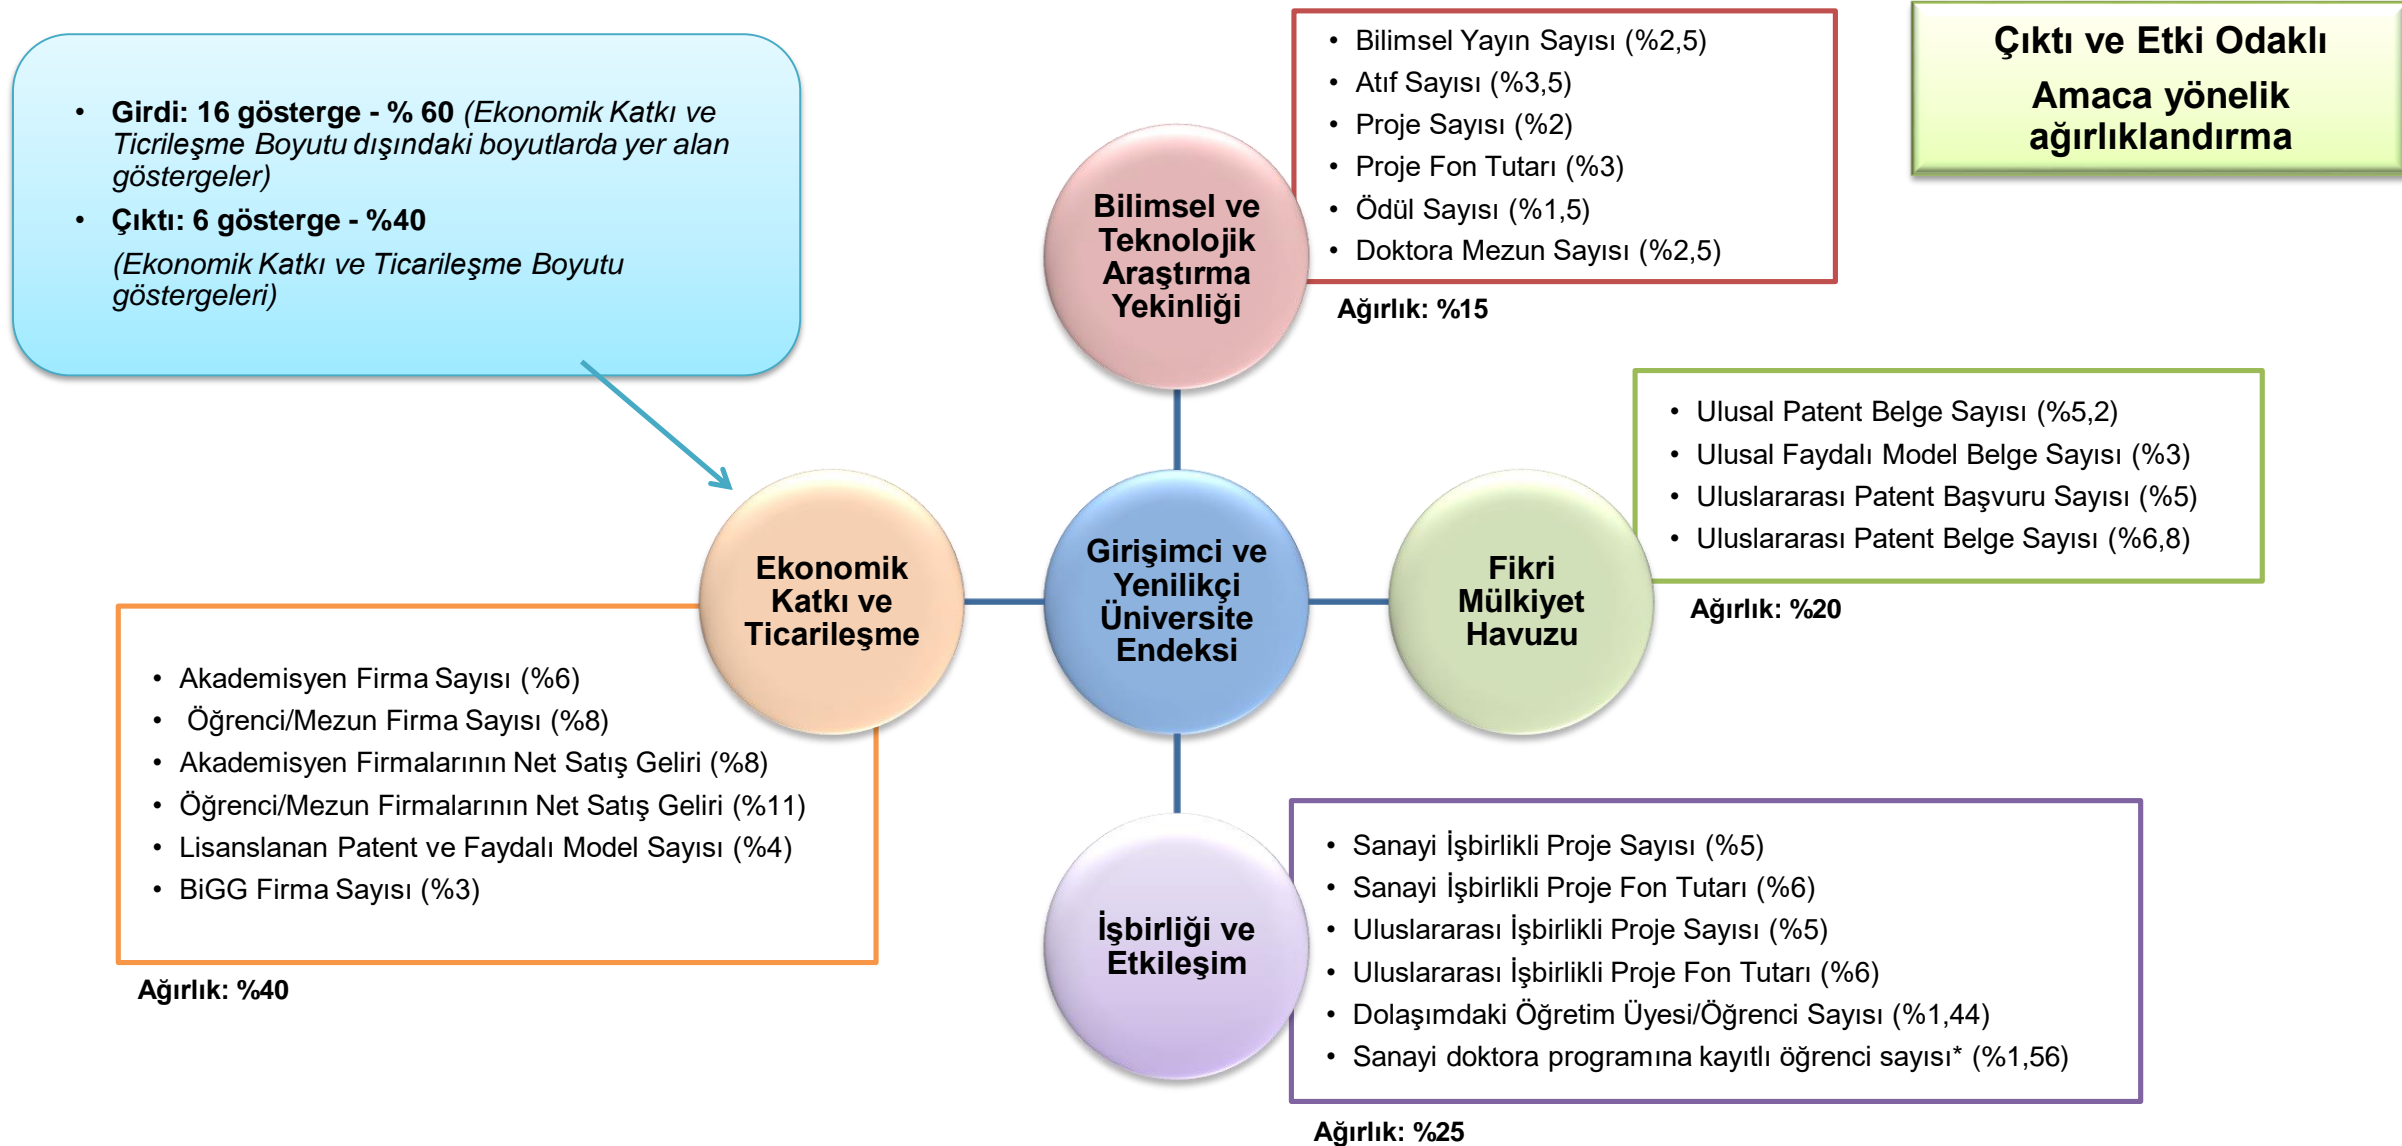 • Girdi: 16 gösterge - % 60 (Ekonomik Katkı ve
Ticrileşme Boyutu dışındaki boyutlarda yer alan
göstergeler)
• Çıktı: 6 gösterge - %40
(Ekonomik Katkı ve Ticarileşme Boyutu
göstergeleri)
• Bilimsel Yayın Sayısı (%2,5)
• Atıf Sayısı (%3,5)
• Proje Sayısı (%2)
• Proje Fon Tutarı (%3)
• Ödül Sayısı (%1,5)
• Doktora Mezun Sayısı (%2,5)
Ağırlık: %15
Çıktı ve Etki Odaklı
Amaca yönelik
ağırlıklandırma
Bilimsel ve
Teknolojik
Araştırma
Yekinliği
• Ulusal Patent Belge Sayısı (%5,2)
• Ulusal Faydalı Model Belge Sayısı (%3)
• Uluslararası Patent Başvuru Sayısı (%5)
• Uluslararası Patent Belge Sayısı (%6,8)
Ağırlık: %20
Ekonomik
Katkı ve
Ticarileşme
Girişimci ve
Yenilikçi
Üniversite
Endeksi
Fikri
Mülkiyet
Havuzu
• Akademisyen Firma Sayısı (%6)
• Öğrenci/Mezun Firma Sayısı (%8)
• Akademisyen Firmalarının Net Satış Geliri (%8)
• Öğrenci/Mezun Firmalarının Net Satış Geliri (%11)
• Lisanslanan Patent ve Faydalı Model Sayısı (%4)
• BiGG Firma Sayısı (%3)
Ağırlık: %40
İşbirliği ve
Etkileşim
• Sanayi İşbirlikli Proje Sayısı (%5)
• Sanayi İşbirlikli Proje Fon Tutarı (%6)
• Uluslararası İşbirlikli Proje Sayısı (%5)
• Uluslararası İşbirlikli Proje Fon Tutarı (%6)
• Dolaşımdaki Öğretim Üyesi/Öğrenci Sayısı (%1,44)
• Sanayi doktora programına kayıtlı öğrenci sayısı* (%1,56)
Ağırlık: %25